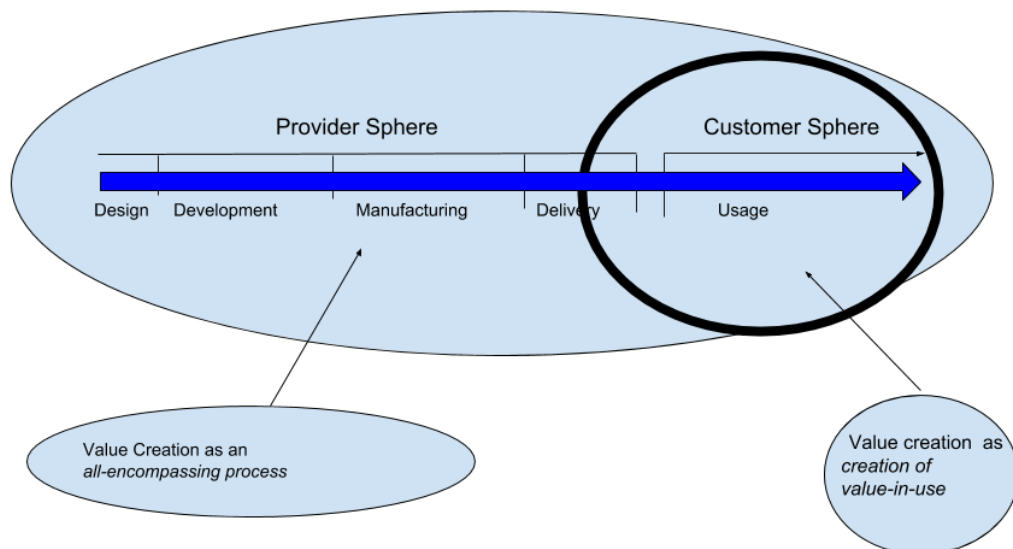 Provider Sphere
Customer Sphere
Design
Development
Manufacturing
Delivery
Usage
Value Creation as an
all-encompassing process
Value creation as
creation of
value-in-use